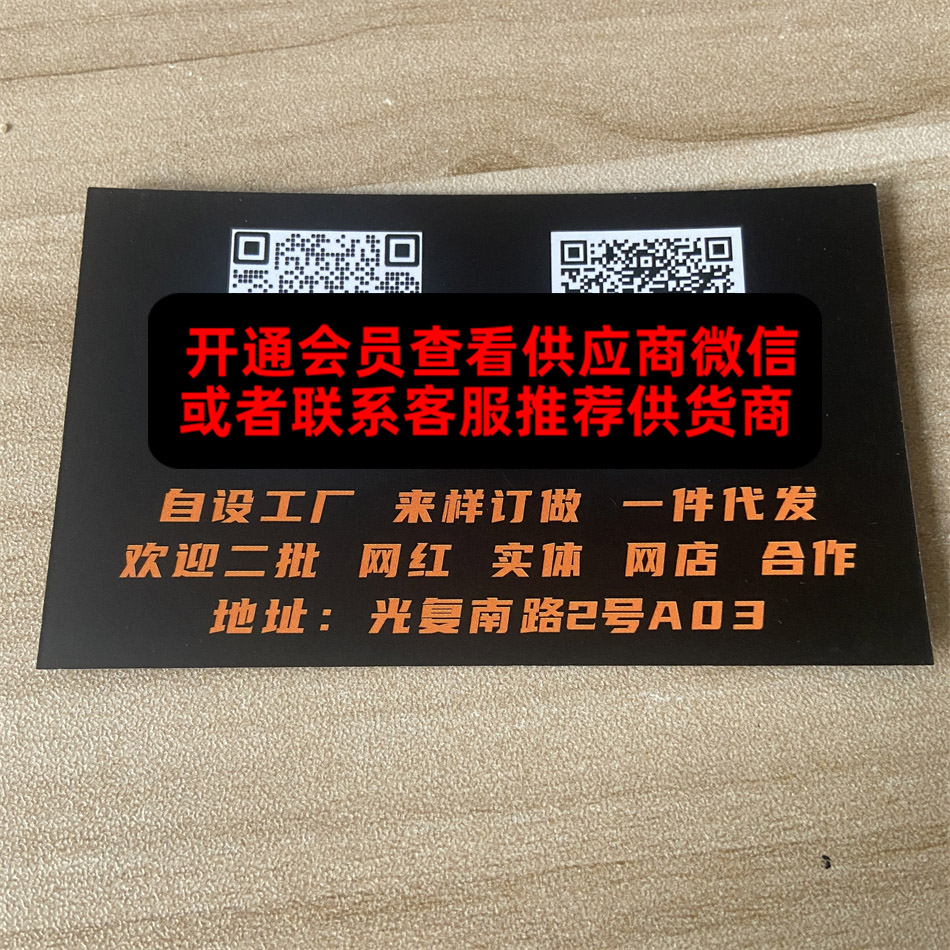 开通会员查看供应商微信
或者联系客服推荐供货商
自设工厂 来样订做 一件代发
欢迎二批 网红 实体 网店 合作
地址：光复南路2号A03